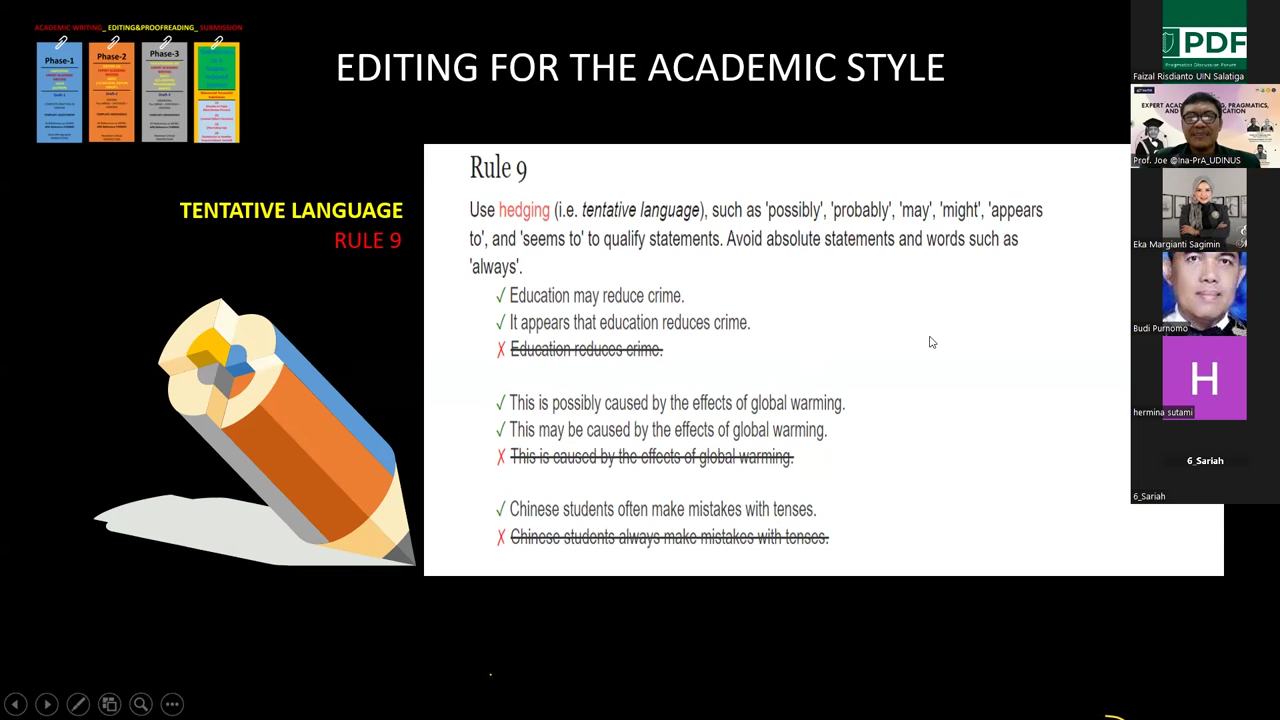 ACADEMIC WRITING_ EDITING&PROOFREADING_ SUBMISSION
Phase-1
Phase-2
Phase-3
EDITING FOR THE ACADEMIC STYLE
TENTATIVE LANGUAGE
RULE 9
Rule 9
Use hedging (i.e. tentative language), such as 'possibly', 'probably', 'may', 'might', 'appears
to', and 'seems to' to qualify statements. Avoid absolute statements and words such as
'always'.
√ Education may reduce crime.
√ It appears that education reduces crime.
X Education reduces crime.
√ This is possibly caused by the effects of global warming.
√ This may be caused by the effects of global warming.
X This is caused by the effects of global warming.
√ Chinese students often make mistakes with tenses.
X Chinese students always make mistakes with tenses.
PDF
Pragmatics Discussion Forum
Faizal Risdianto UIN Salatiga
Prof. Joe @Ina-PrA_UDINUS
Eka Margianti Sagimin
Budi Purnomo
H
hermina sutami
6_Sariah
6_Sariah